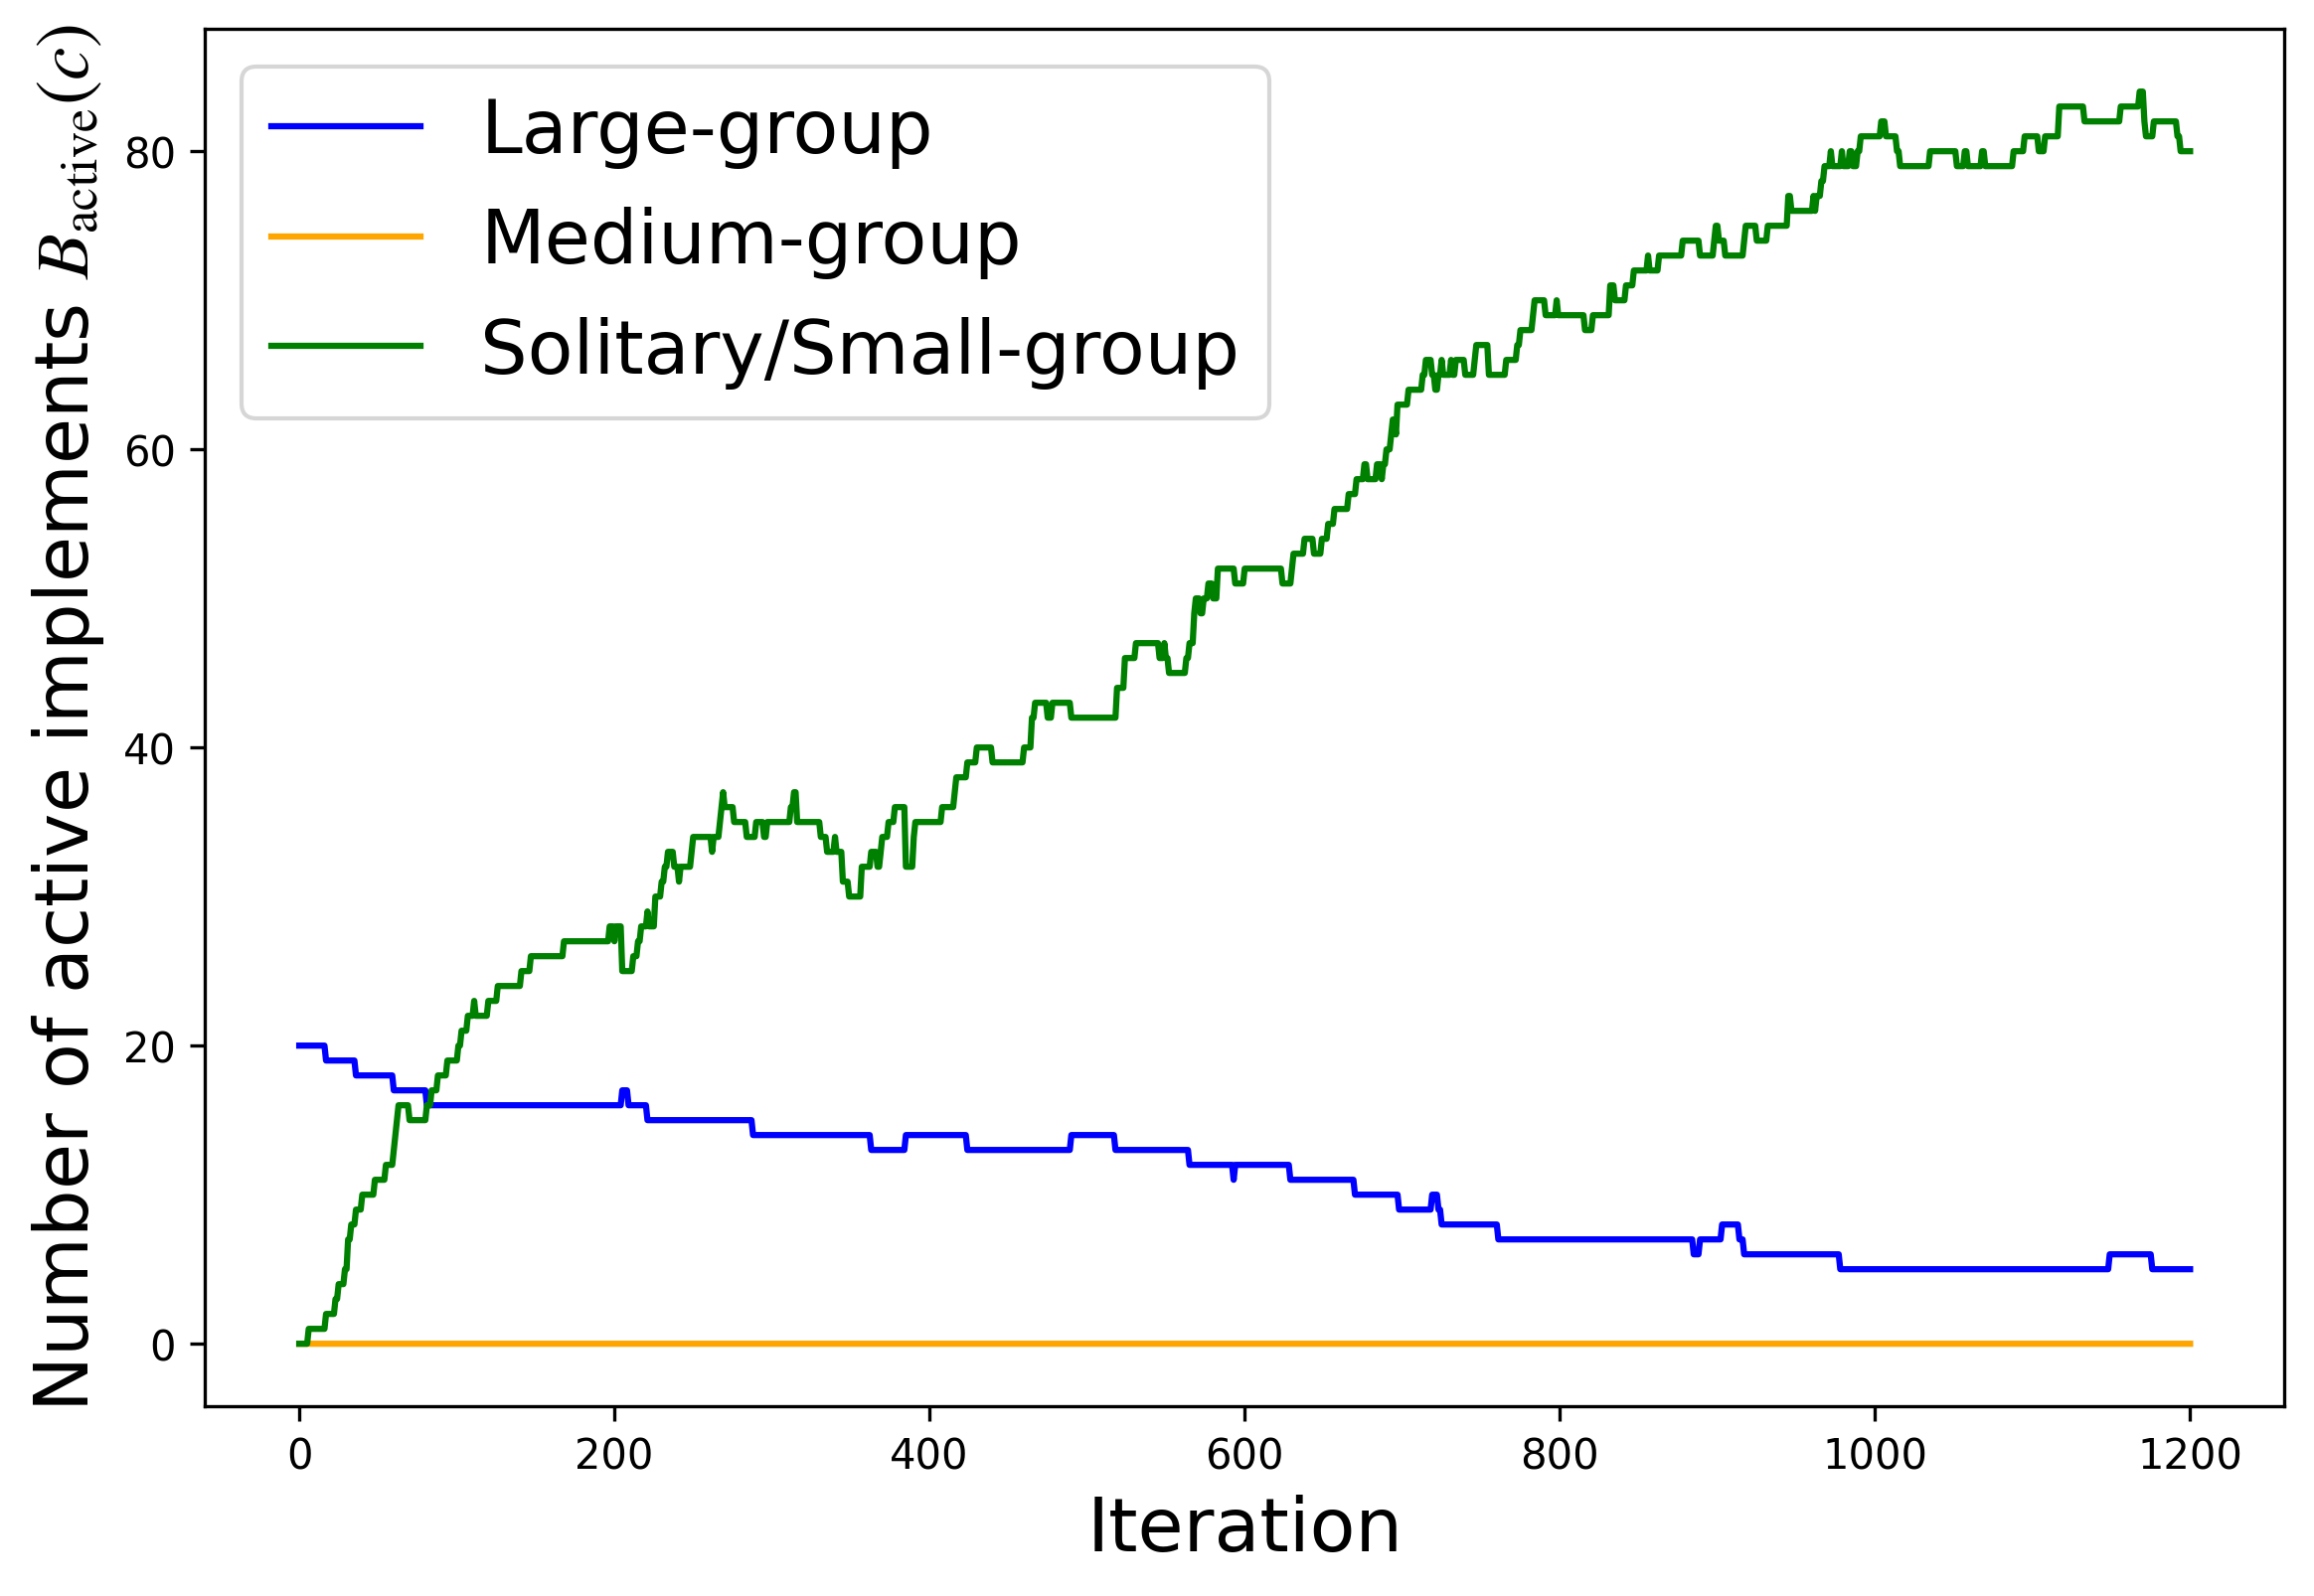 Number of active implements B_active(c)
80
60
40
20
0
Large-group
Medium-group
Solitary/Small-group
0 200 400 600 800 1000 1200
Iteration